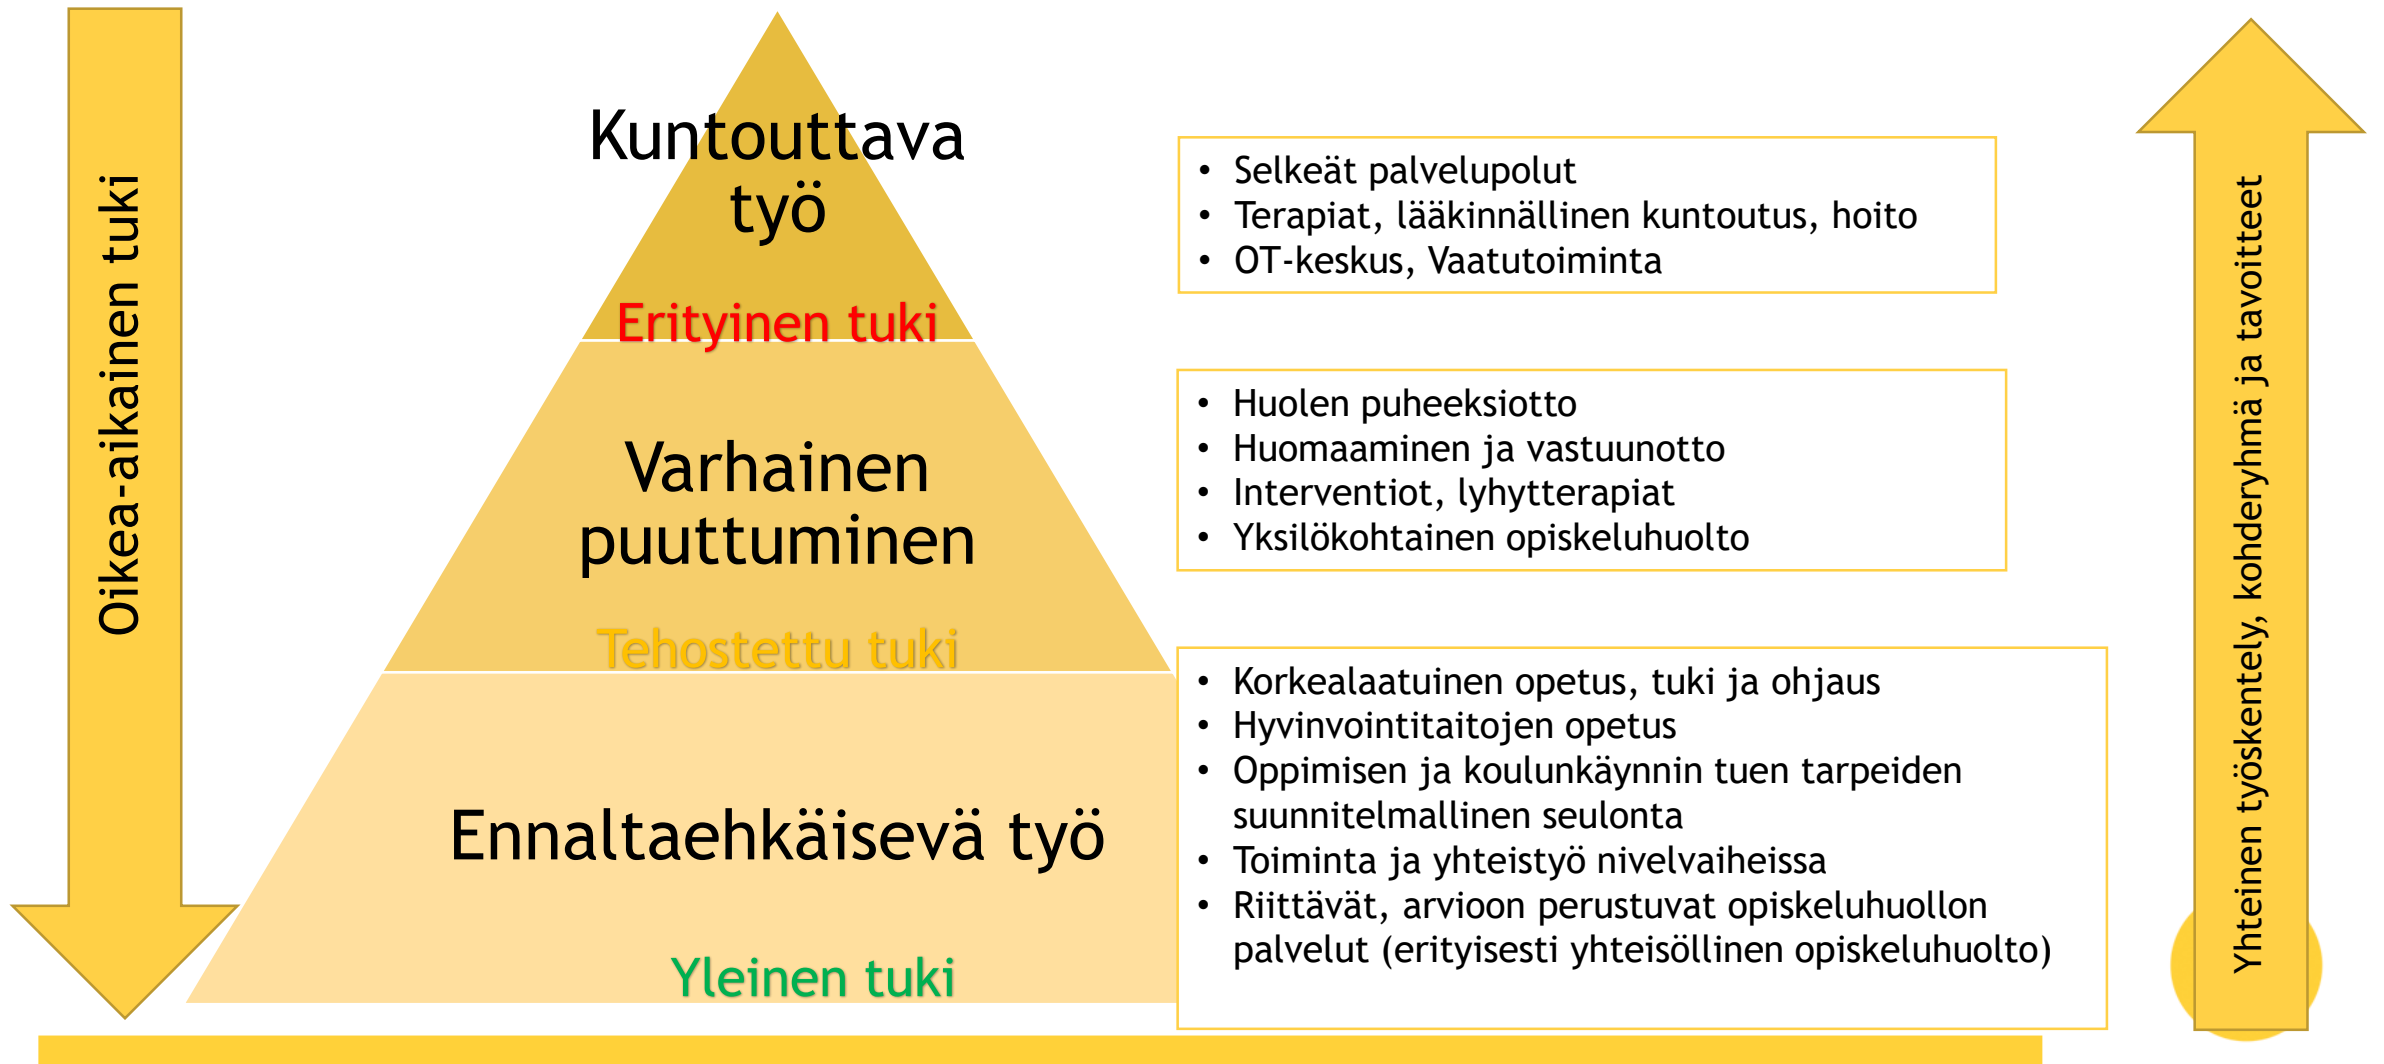 Oikea-aikainen tuki
Kuntouttava
työ
Erityinen tuki
• Selkeät palvelupolut
• Terapiat, lääkinnällinen kuntoutus, hoito
• OT-keskus, Vaatutoiminta
Varhainen
puuttuminen
Tehostettu tuki
• Huolen puheeksiotto
• Huomaaminen ja vastuunotto
• Interventiot, lyhytterapiat
• Yksilökohtainen opiskeluhuolto
Ennaltaehkäisevä työ
Yleinen tuki
• Korkealaatuinen opetus, tuki ja ohjaus
• Hyvinvointitaitojen opetus
• Oppimisen ja koulunkäynnin tuen tarpeiden
suunnitelmallinen seulonta
• Toiminta ja yhteistyö nivelvaiheissa
• Riittävät, arvioon perustuvat opiskeluhuollon
palvelut (erityisesti yhteisöllinen opiskeluhuolto)
Yhteinen työskentely, kohderyhmä ja tavoitteet